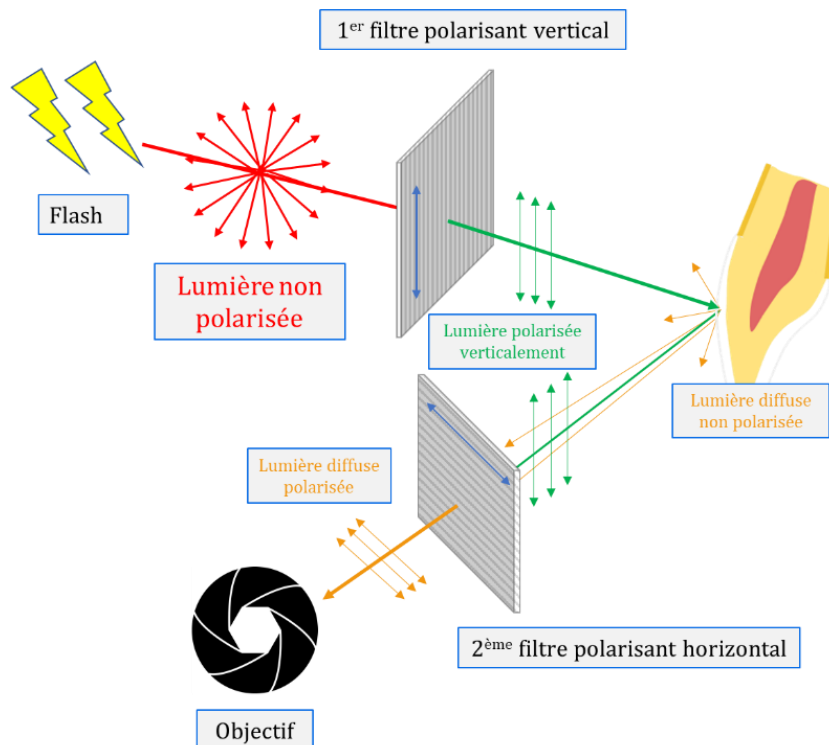 1er filtre polarisant vertical
Flash
Lumière non
polarisée
Lumière polarisée
verticalement
Lumière diffuse
non polarisée
Lumière diffuse
polarisée
2ème filtre polarisant horizontal
Objectif